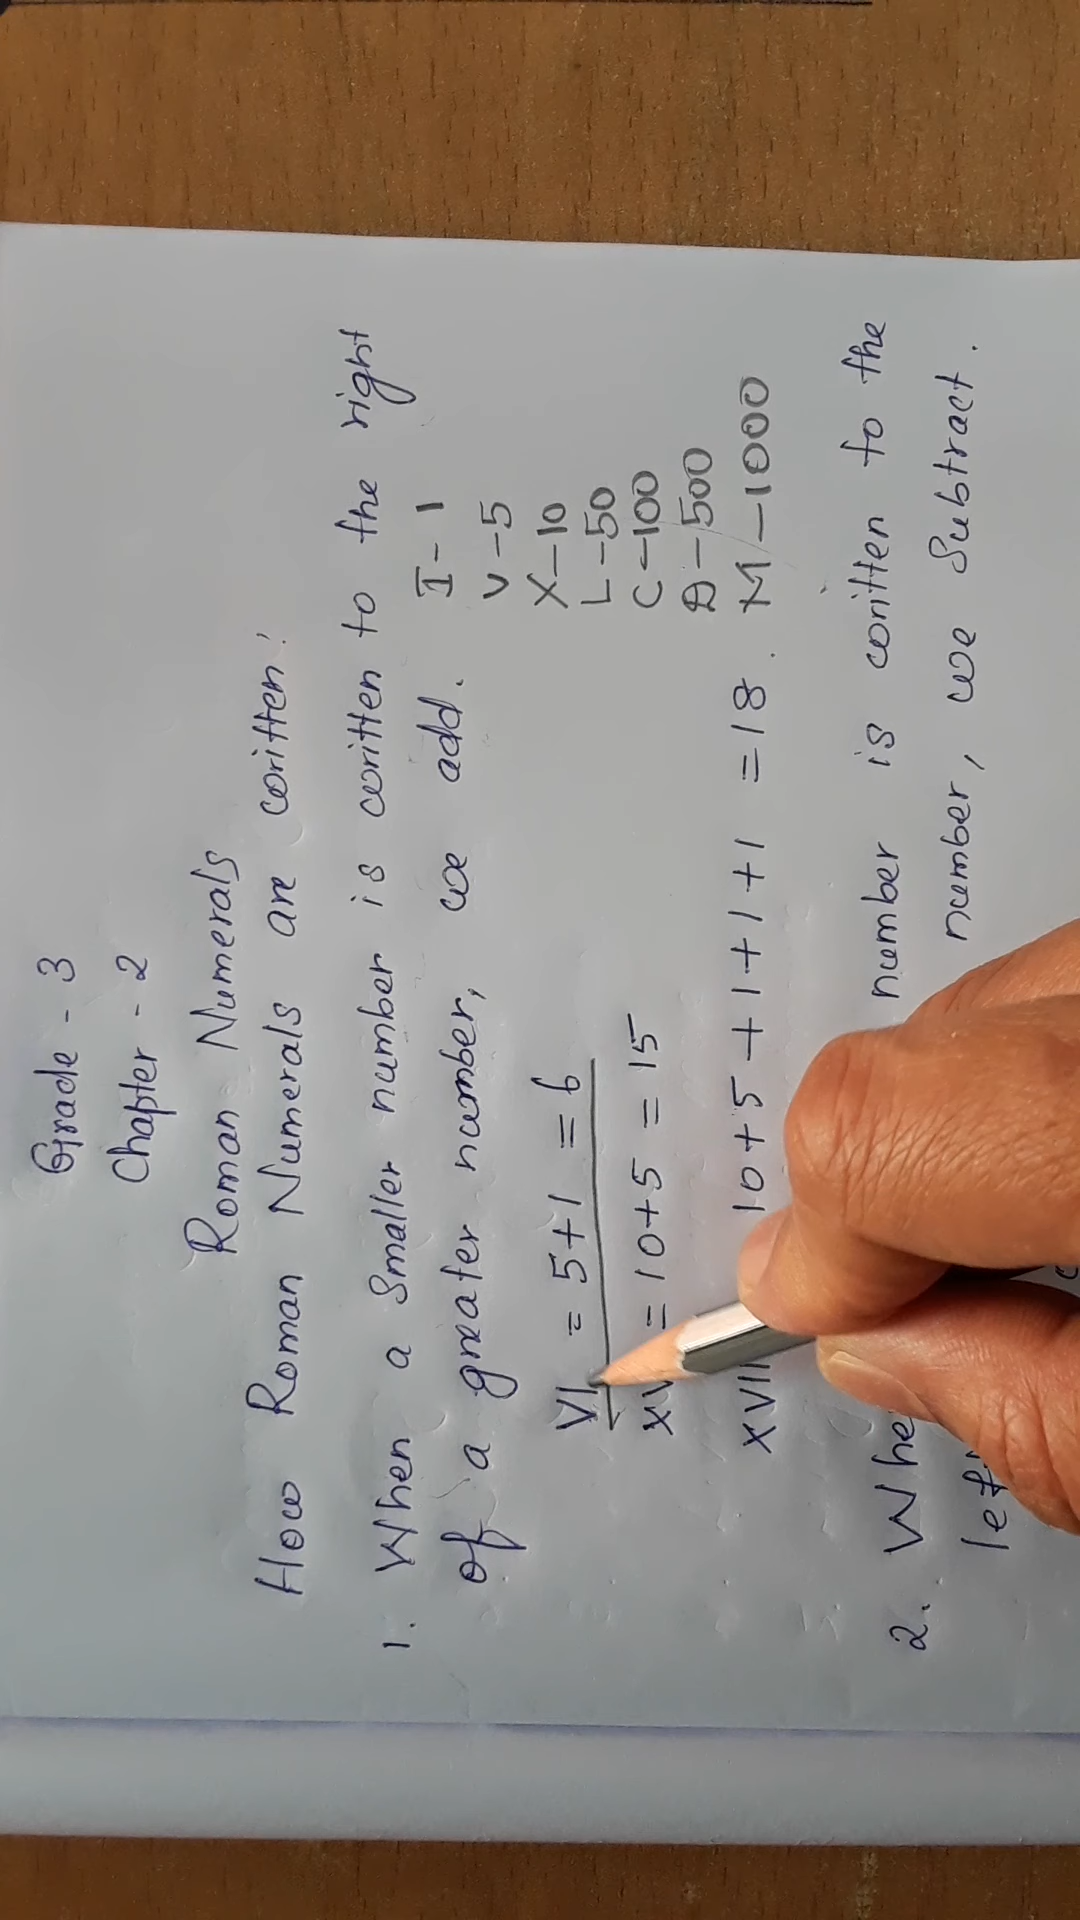 Grade - 3
Chapter - 2
Roman Numerals
How Roman Numerals are written:
1. When a Smaller number is written to the right
of a greater number, we add.
I - 1
V - 5
X - 10
L - 50
C - 100
D - 500
M - 1000
VI = 5+1 = 6
XV = 10+5 = 15
XVIII 10+5+1+1+1 = 18.
2. number is written to the
number, we Subtract.